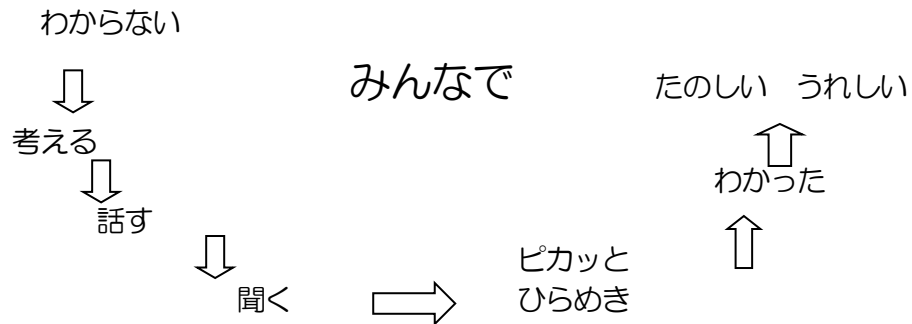 わからない
みんなで
たのしい　うれしい
考える
わかった
話す
ピカッと
ひらめき
聞く